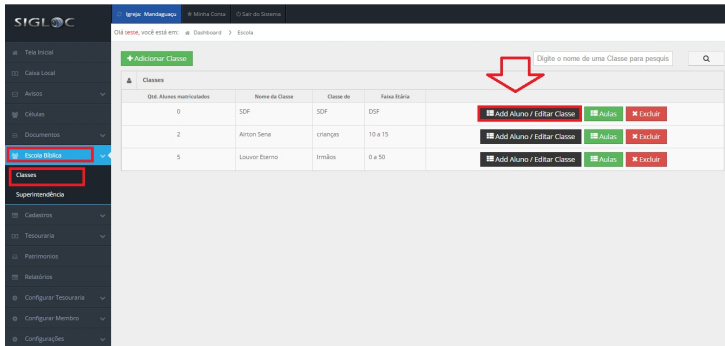 SIGLOC
Igreja: Mandaguaçu Minha Conta Sair do Sistema
Olá teste, você está em: Dashboard > Escola
Tela Inicial
Caixa Local
Avisos
Células
Documentos
Escola Bíblica
Classes
Superintendência
Cadastros
Tesouraria
Patrimonios
Relatórios
Configurar Tesouraria
Configurar Membro
Configurações
+ Adicionar Classe
Digite o nome de uma Classe para pesquis
Classes
Qtd. Alunos matriculados Nome da Classe Classe de Faixa Etária
0 SDF SDF DSF Add Aluno / Editar Classe Aulas Excluir
2 Airton Sena crianças 10 a 15 Add Aluno / Editar Classe Aulas Excluir
5 Louvor Eterno Irmãos 0 a 50 Add Aluno / Editar Classe Aulas Excluir